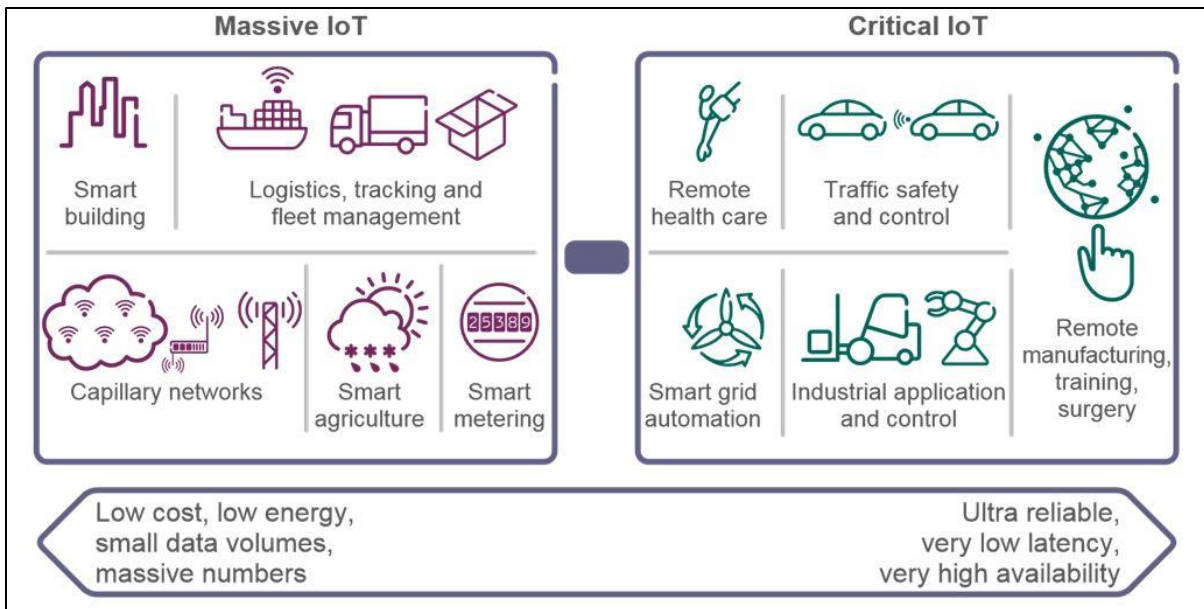 Massive IoT
Critical IoT
Smart
building
Logistics, tracking and
fleet management
Capillary networks
Smart
agriculture
25389
Smart
metering
Remote
health care
Traffic safety
and control
Smart grid
automation
Industrial application
and control
Remote
manufacturing,
training,
surgery
Low cost, low energy,
small data volumes,
massive numbers
Ultra reliable,
very low latency,
very high availability